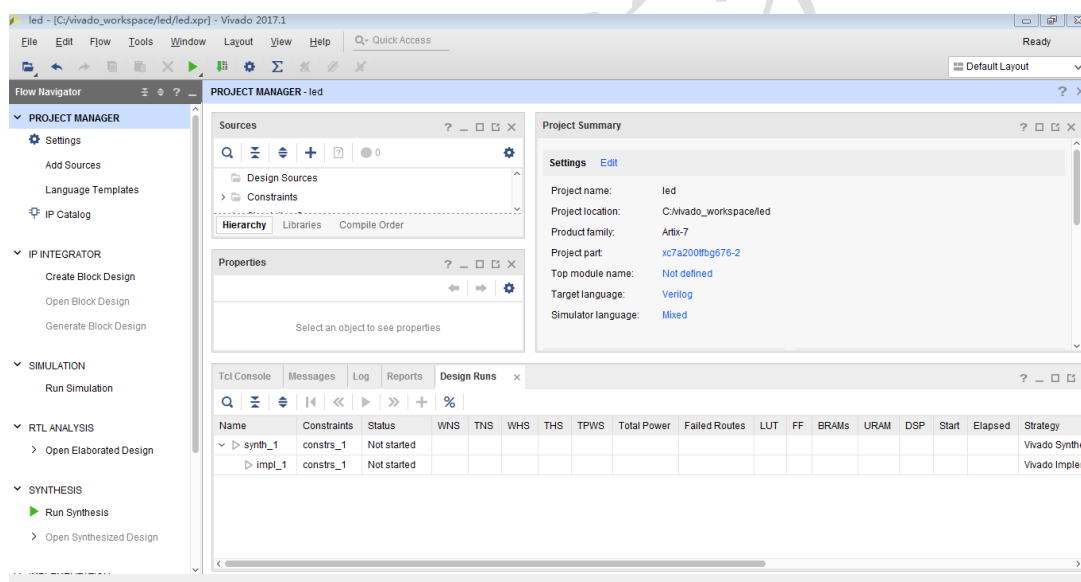 led - [C:/vivado_workspace/led/led.xpr] - Vivado 2017.1
File Edit Flow Tools Window Layout View Help Q- Quick Access Ready
Default Layout
Flow Navigator
PROJECT MANAGER - led
PROJECT MANAGER
Settings
Add Sources
Language Templates
IP Catalog
IP INTEGRATOR
Create Block Design
Open Block Design
Generate Block Design
SIMULATION
Run Simulation
RTL ANALYSIS
Open Elaborated Design
SYNTHESIS
Run Synthesis
Open Synthesized Design
Sources
0
Design Sources
Constraints
Hierarchy Libraries Compile Order
Properties
Select an object to see properties
Project Summary
Settings Edit
Project name: led
Project location: C:/vivado_workspace/led
Product family: Artix-7
Project part: xc7a200tfbg676-2
Top module name: Not defined
Target language: Verilog
Simulator language: Mixed
Tcl Console Messages Log Reports Design Runs
Name Constraints Status WNS TNS WHS THS TPWS Total Power Failed Routes LUT FF BRAMs URAM DSP Start Elapsed Strategy
synth_1 constrs_1 Not started Vivado Synthe
impl_1 constrs_1 Not started Vivado Imple